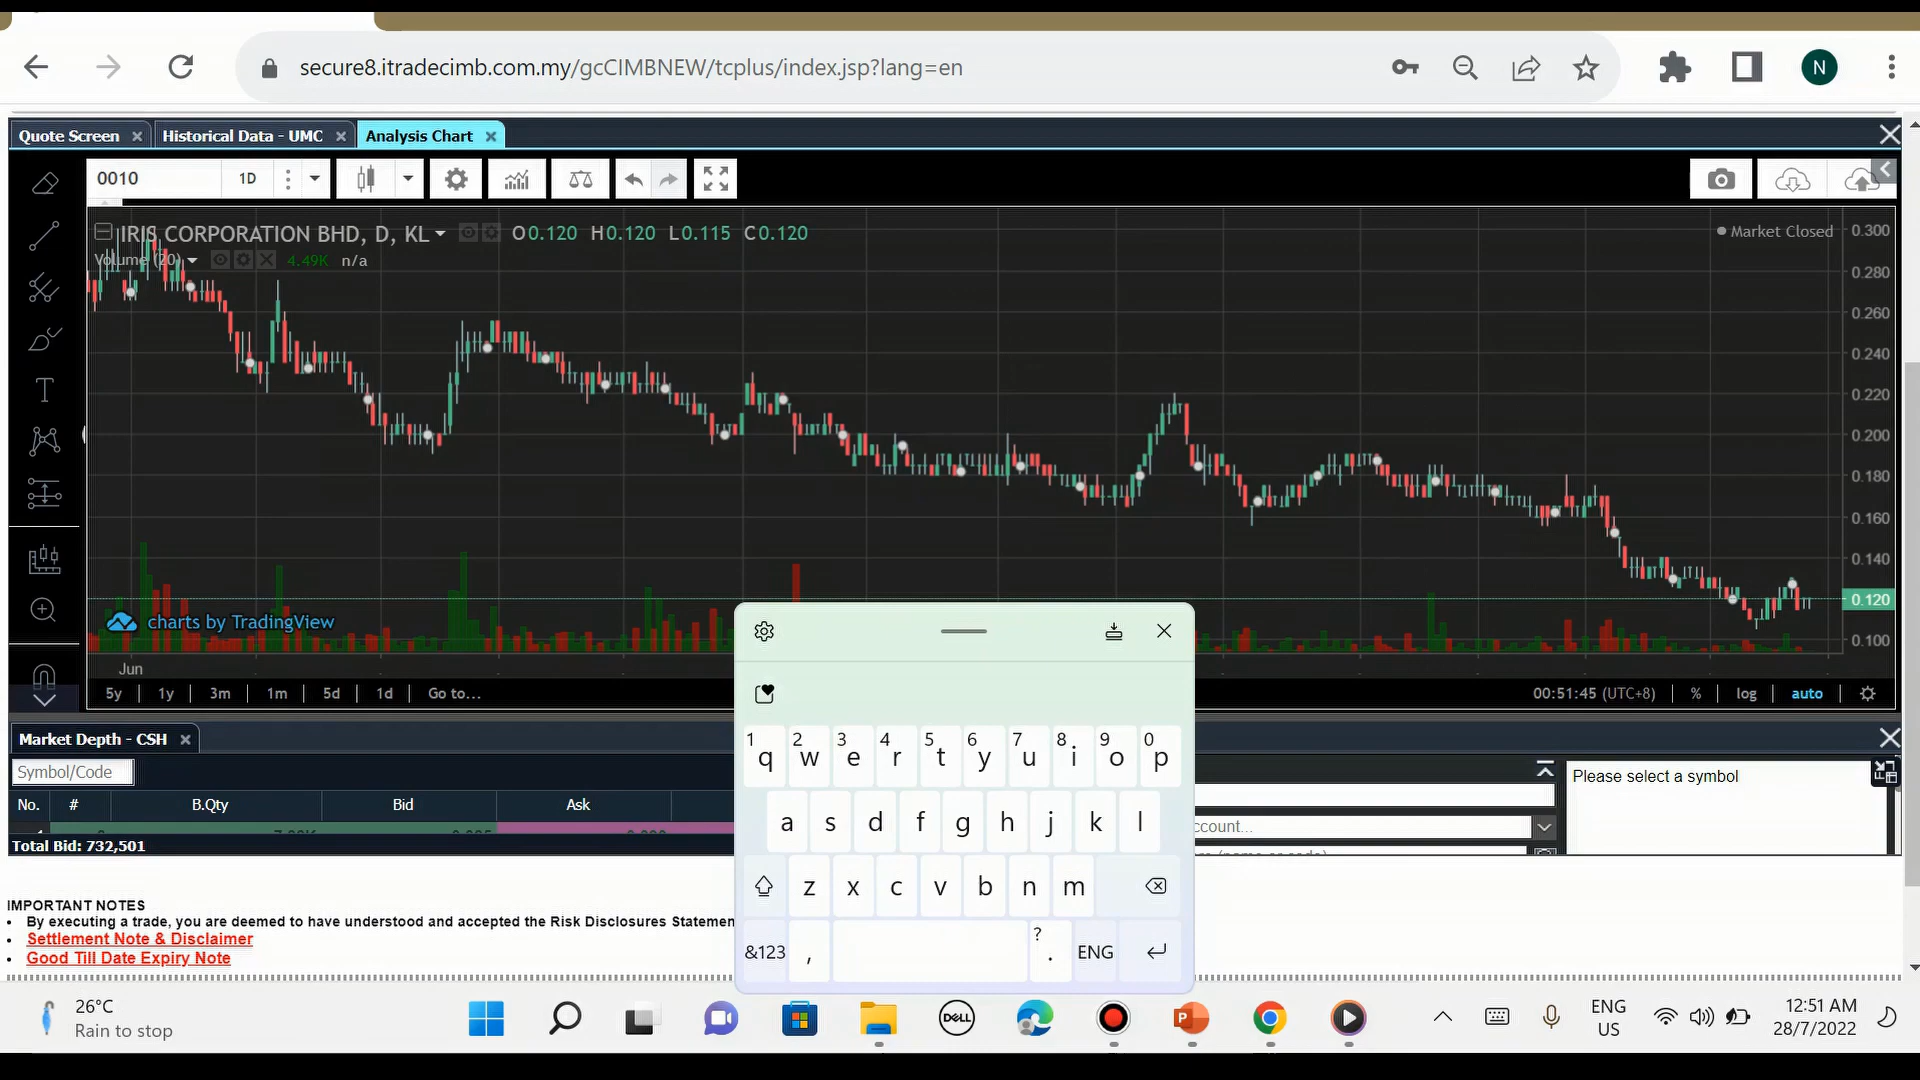 secure8.itradecimb.com.my/gcCIMBNEW/tcplus/index.jsp?lang=en
N
Quote Screen
Historical Data - UMC
Analysis Chart
0010
1D
IRIS CORPORATION BHD, D, KL
O0.120 H0.120 L0.115 C0.120
Market Closed
Volume (20)
4.49K n/a
0.300
0.280
0.260
0.240
0.220
0.200
0.180
0.160
0.140
0.120
0.100
charts by TradingView
Jun
5y 1y 3m 1m 5d 1d Go to...
00:51:45 (UTC+8) % log auto
Market Depth - CSH
Symbol/Code
No. # B.Qty Bid Ask
Total Bid: 732,501
Please select a symbol
IMPORTANT NOTES
By executing a trade, you are deemed to have understood and accepted the Risk Disclosures
Settlement Note & Disclaimer
Good Till Date Expiry Note
1 2 3 4 5 6 7 8 9 0
q w e r t y u i o p
a s d f g h j k l
z x c v b n m
&123 , ? . ENG
26°C
Rain to stop
DELL
P
ENG
US
12:51 AM
28/7/2022